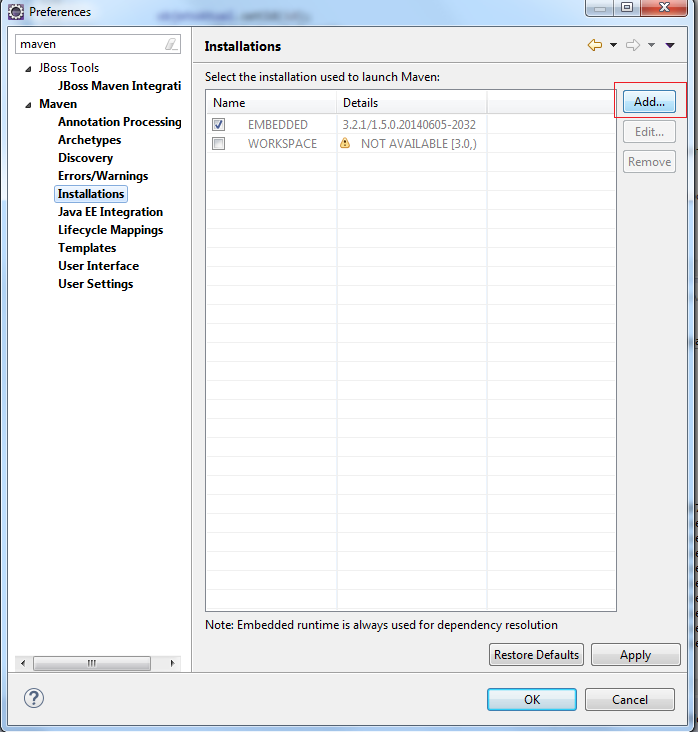 Preferences
maven
JBoss Tools
JBoss Maven Integrati
Maven
Annotation Processing
Archetypes
Discovery
Errors/Warnings
Installations
Java EE Integration
Lifecycle Mappings
Templates
User Interface
User Settings
Installations
Select the installation used to launch Maven:
Name Details
EMBEDDED 3.2.1/1.5.0.20140605-2032
WORKSPACE NOT AVAILABLE [3.0,)
Add...
Edit...
Remove
Note: Embedded runtime is always used for dependency resolution
Restore Defaults Apply
OK Cancel